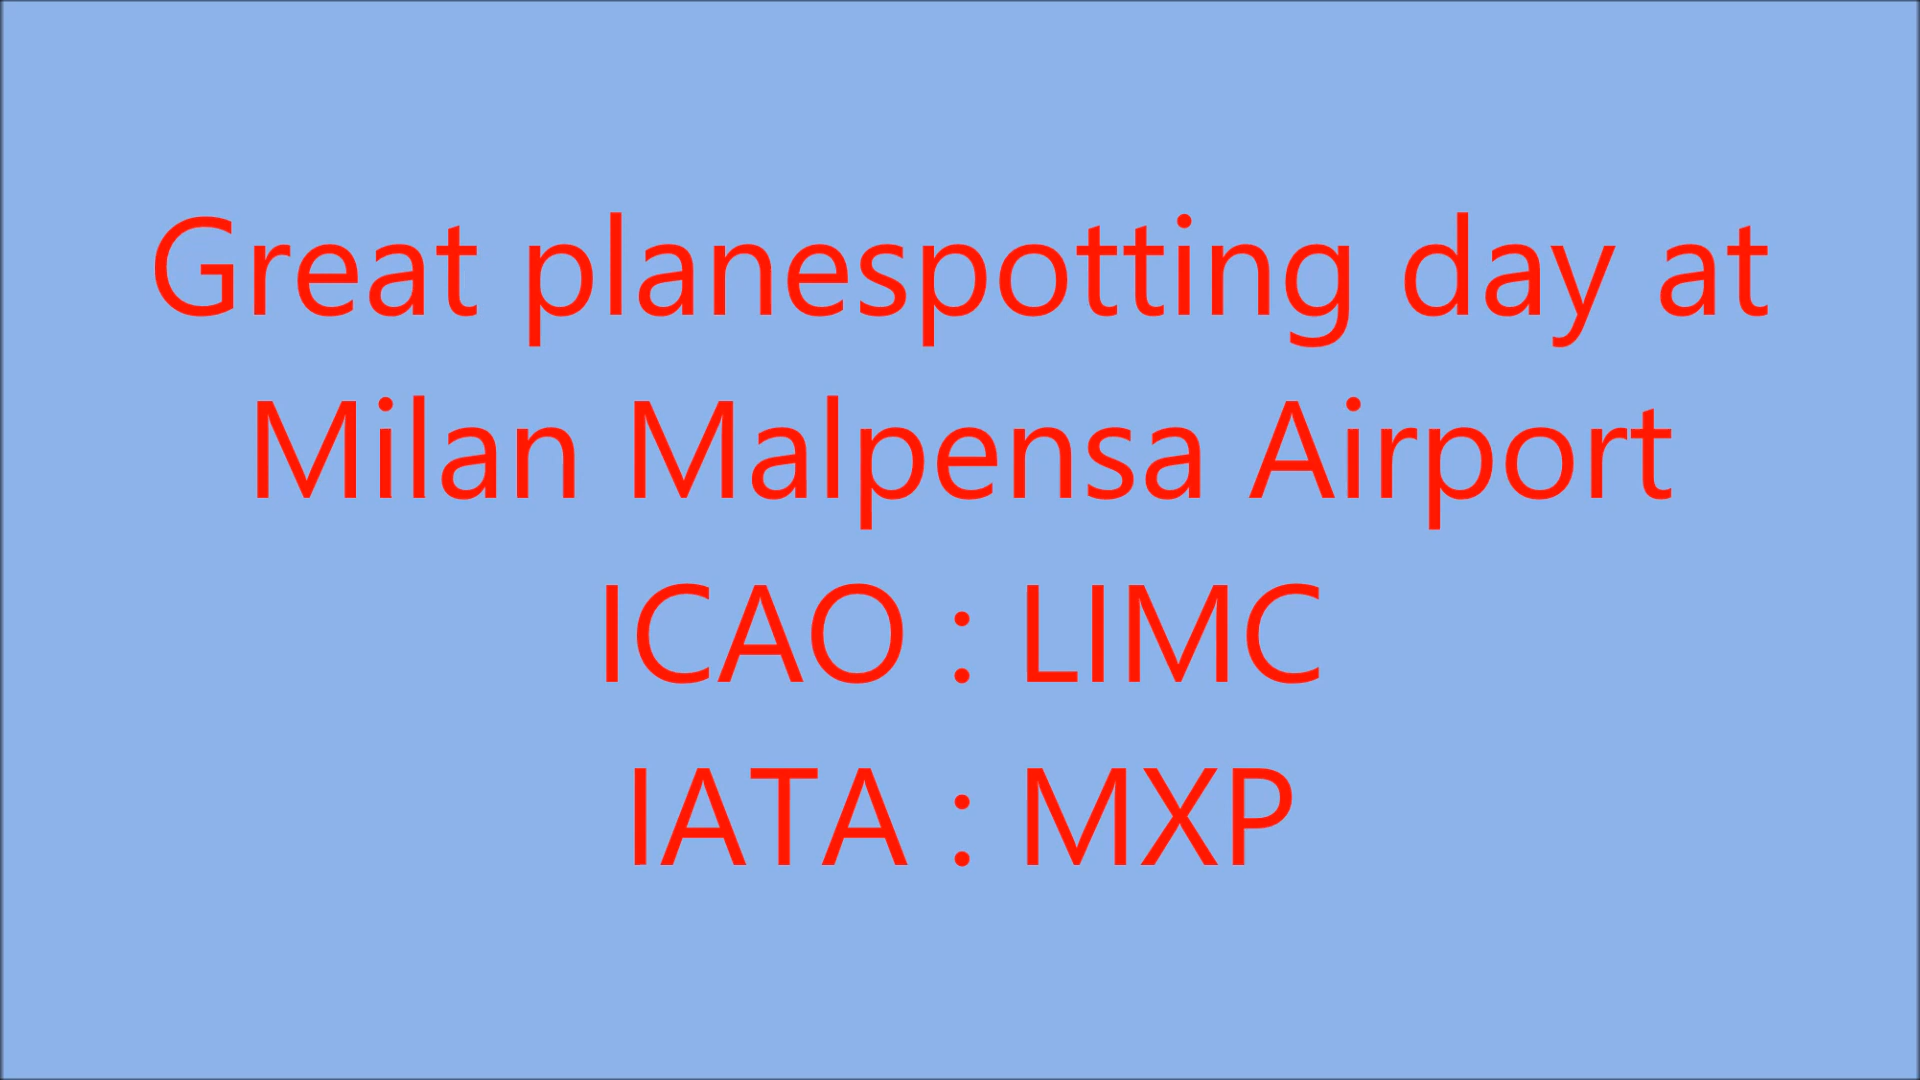 Great planespotting day at
Milan Malpensa Airport
ICAO : LIMC
IATA : MXP